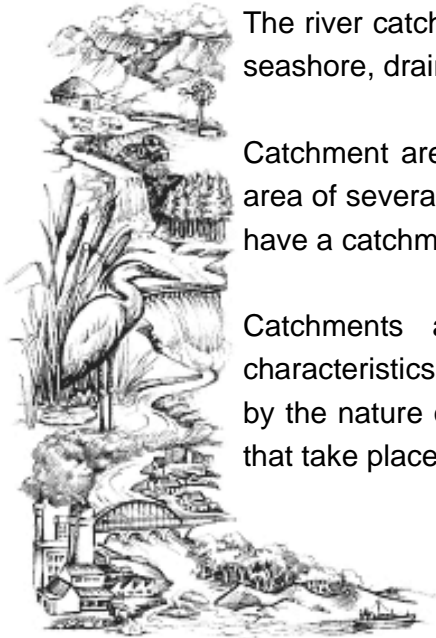 The river catch
seashore, drain
Catchment are
area of severa
have a catchm
Catchments a
characteristics
by the nature o
that take place